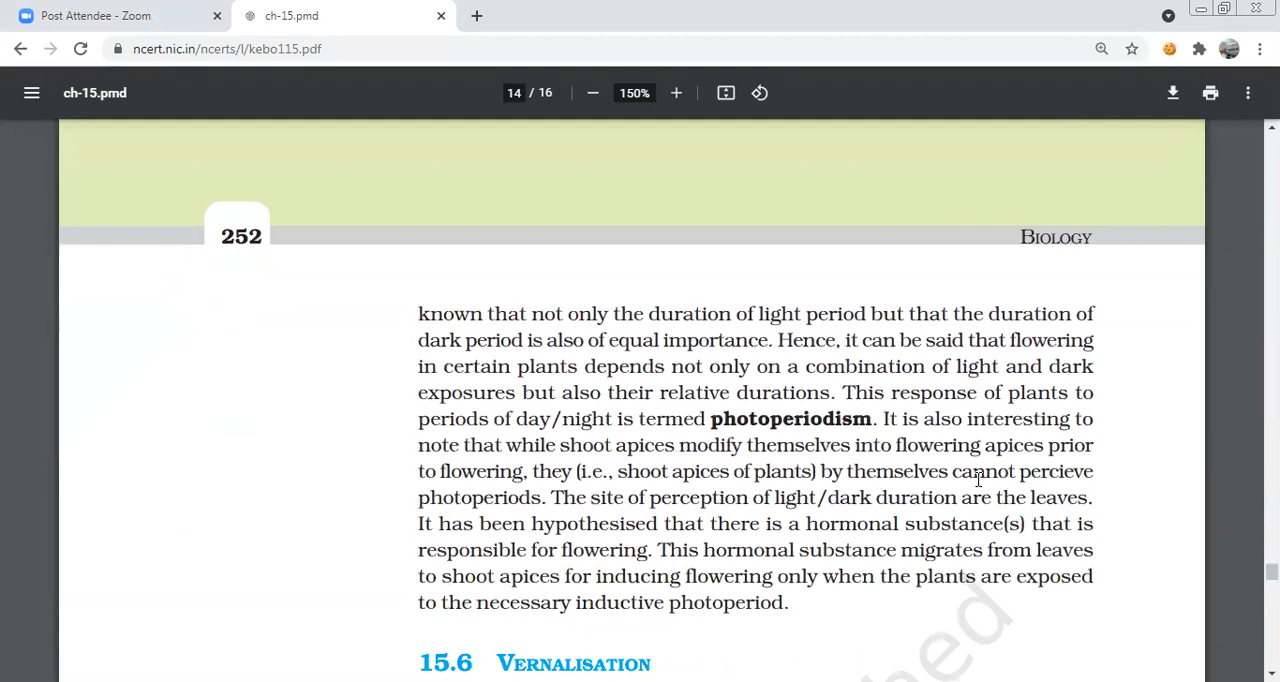 Post Attendee - Zoom
ch-15.pmd
ncert.nic.in/ncerts/l/kebo115.pdf
ch-15.pmd
14 / 16
150%
252
BIOLOGY
known that not only the duration of light period but that the duration of
dark period is also of equal importance. Hence, it can be said that flowering
in certain plants depends not only on a combination of light and dark
exposures but also their relative durations. This response of plants to
periods of day/night is termed photoperiodism. It is also interesting to
note that while shoot apices modify themselves into flowering apices prior
to flowering, they (i.e., shoot apices of plants) by themselves cannot percieve
photoperiods. The site of perception of light/dark duration are the leaves.
It has been hypothesised that there is a hormonal substance(s) that is
responsible for flowering. This hormonal substance migrates from leaves
to shoot apices for inducing flowering only when the plants are exposed
to the necessary inductive photoperiod.
15.6 VERNALISATION